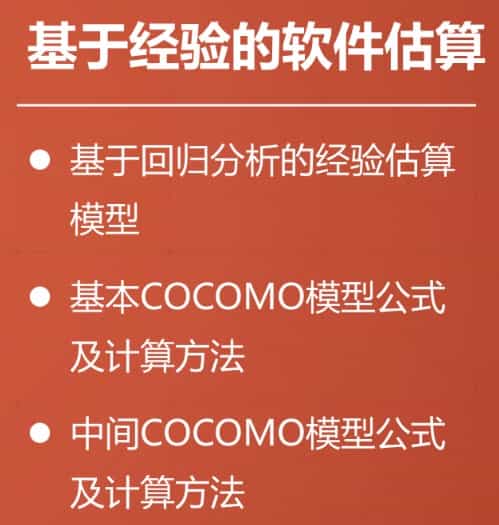 基于经验的软件估算
● 基于回归分析的经验估算
模型
● 基本COCOMO模型公式
及计算方法
● 中间COCOMO模型公式
及计算方法